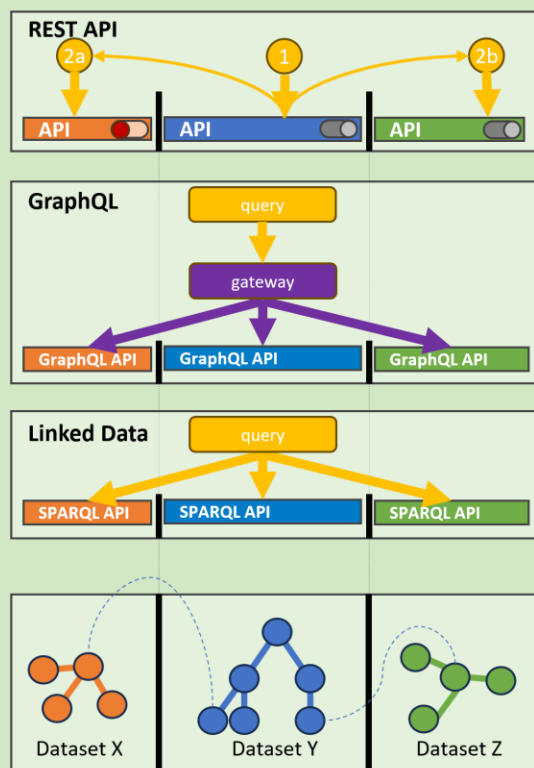 REST API
2a
1
2b
API
API
API
GraphQL
query
gateway
GraphQL API
GraphQL API
GraphQL API
Linked Data
query
SPARQL API
SPARQL API
SPARQL API
Dataset X
Dataset Y
Dataset Z